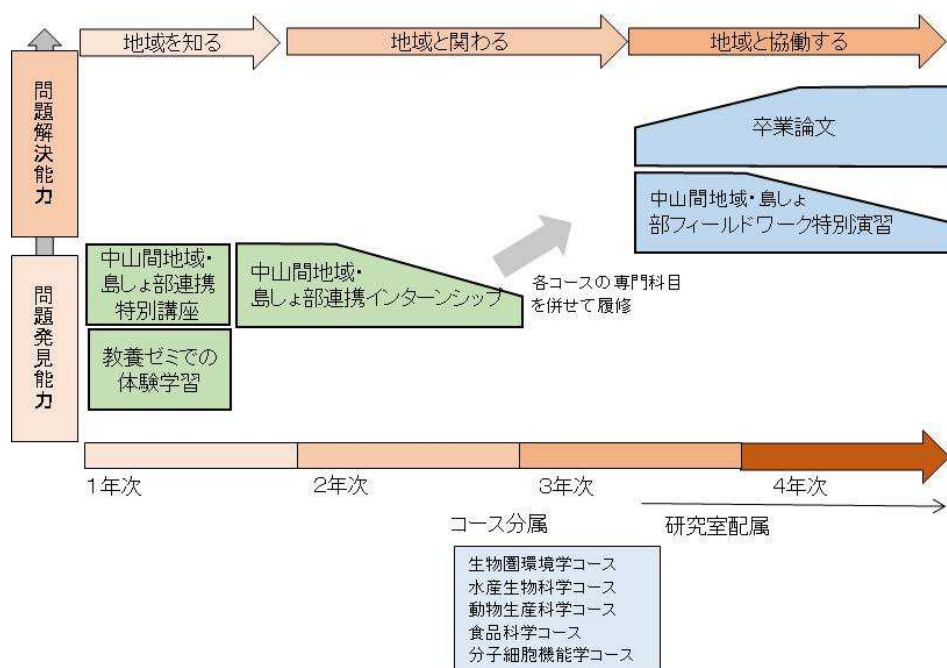 地域を知る
地域と関わる
地域と協働する
問題解決能力
問題発見能力
卒業論文
中山間地域・島しょ
部フィールドワーク特別演習
中山間地域・
島しょ部連携
特別講座
中山間地域・
島しょ部連携インターンシップ
各コースの専門科目
を併せて履修
教養ゼミでの
体験学習
1年次
2年次
3年次
4年次
コース分属
研究室配属
生物圏環境学コース
水産生物科学コース
動物生産科学コース
食品科学コース
分子細胞機能学コース